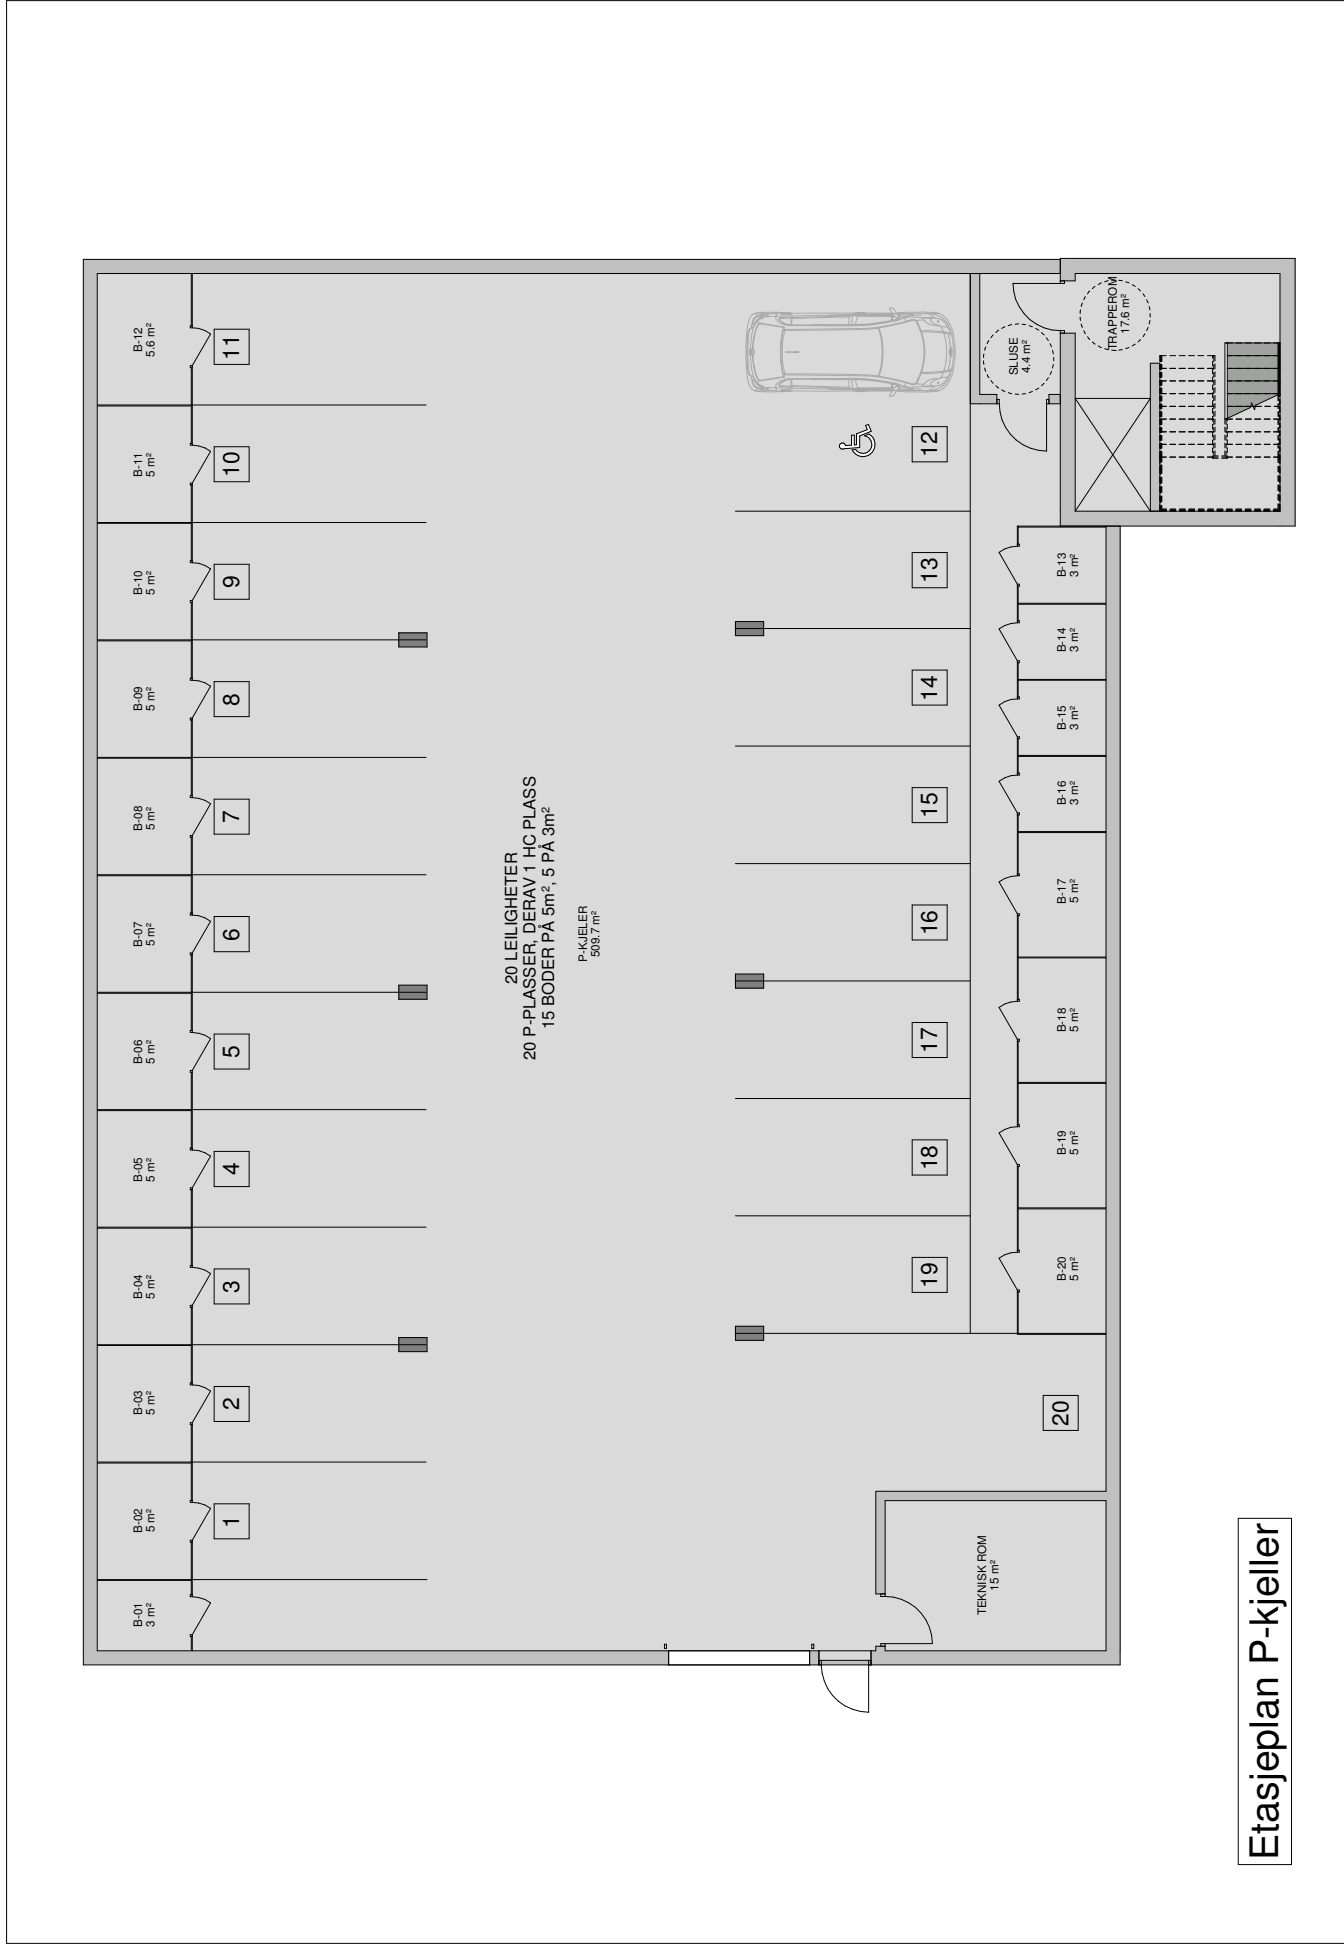 B-01
3 m²
B-02
5 m²
B-03
5 m²
B-04
5 m²
B-05
5 m²
B-06
5 m²
B-07
5 m²
B-08
5 m²
B-09
5 m²
B-10
5 m²
B-11
5 m²
B-12
5.6 m²
1
2
3
4
5
6
7
8
9
10
11
20 LEILIGHETER
20 P-PLASSER, DERAV 1 HC PLASS
15 BODER PÅ 5m², 5 PÅ 3m²
P-KJELER
509.7 m²
20
19
18
17
16
15
14
13
12
TEKNISK ROM
15 m²
SLUSE
4.4 m²
B-20
5 m²
B-19
5 m²
B-18
5 m²
B-17
5 m²
B-16
3 m²
B-15
3 m²
B-14
3 m²
B-13
3 m²
TRAPPEROM
17.6 m²
Etasjeplan P-kjeller